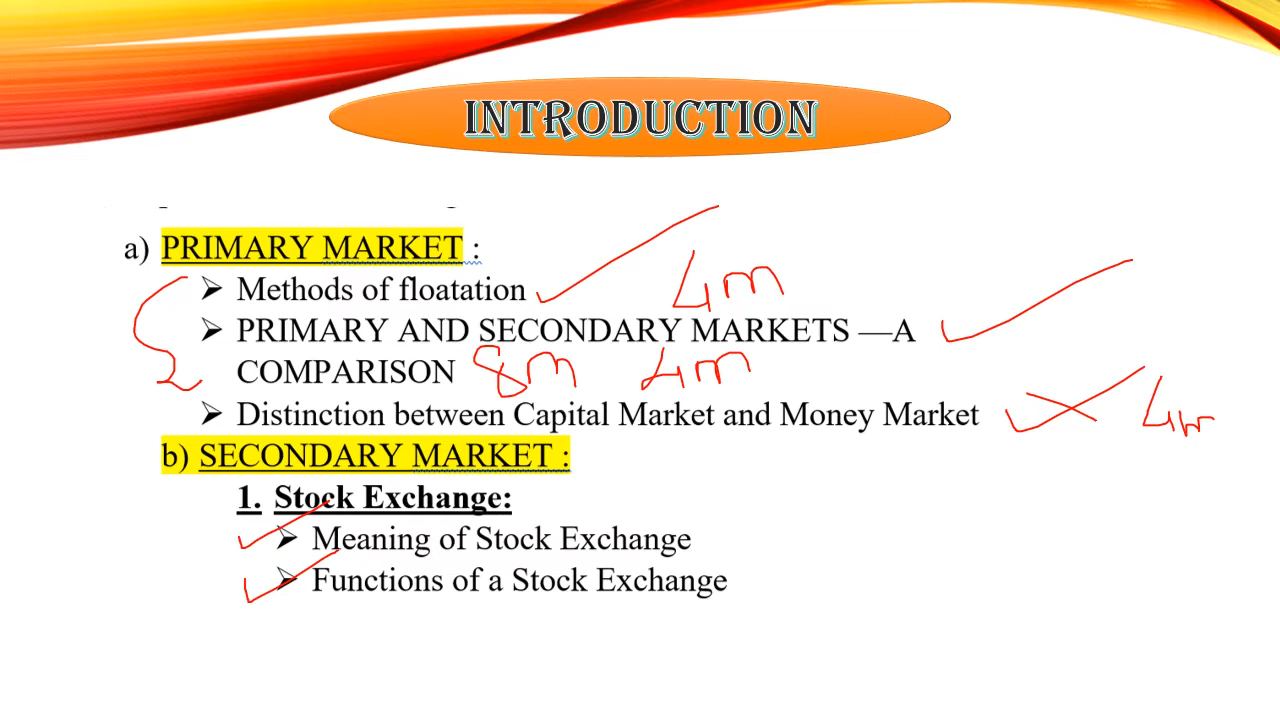 INTRODUCTION
a) PRIMARY MARKET :
➢ Methods of floatation 4m
➢ PRIMARY AND SECONDARY MARKETS —A
COMPARISON 8m 4m
➢ Distinction between Capital Market and Money Market 4m
b) SECONDARY MARKET :
1. Stock Exchange:
➢ Meaning of Stock Exchange
➢ Functions of a Stock Exchange